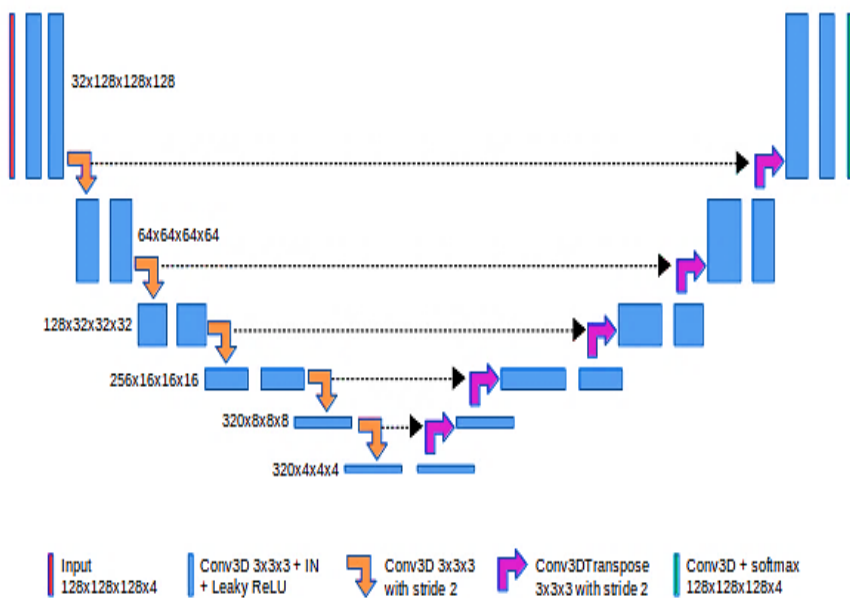 32x128x128x128
64x64x64x64
128x32x32x32
256x16x16x16
320x8x8x8
320x4x4x4
Input
128x128x128x4
Conv3D 3x3x3 + IN
+ Leaky ReLU
Conv3D 3x3x3
with stride 2
Conv3DTranspose
3x3x3 with stride 2
Conv3D + softmax
128x128x128x4